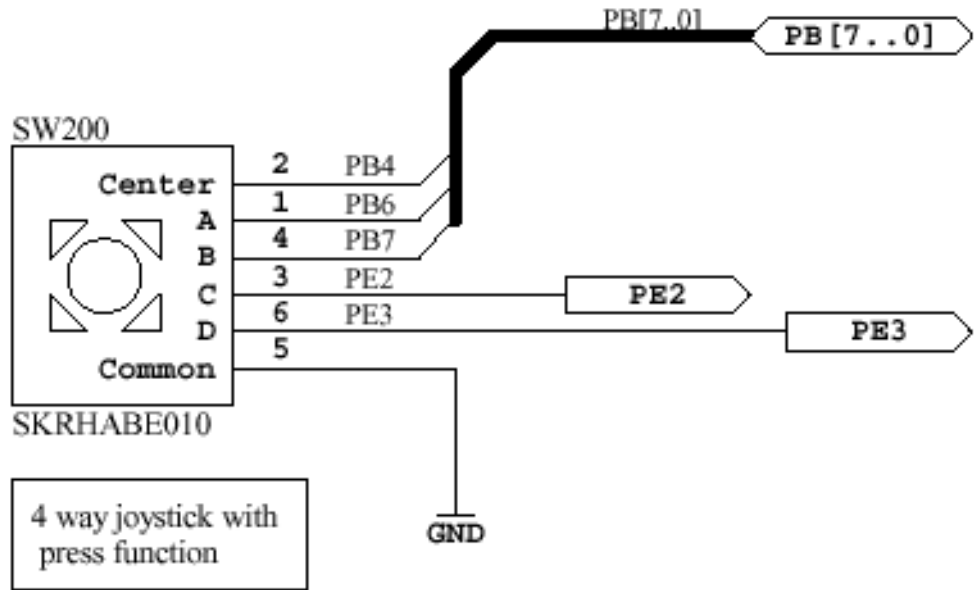 PB[7..0]
PB[7..0]
SW200
Center 2 PB4
A 1 PB6
B 4 PB7
C 3 PE2 PE2
D 6 PE3 PE3
Common 5
SKRHABE010
4 way joystick with
press function
GND